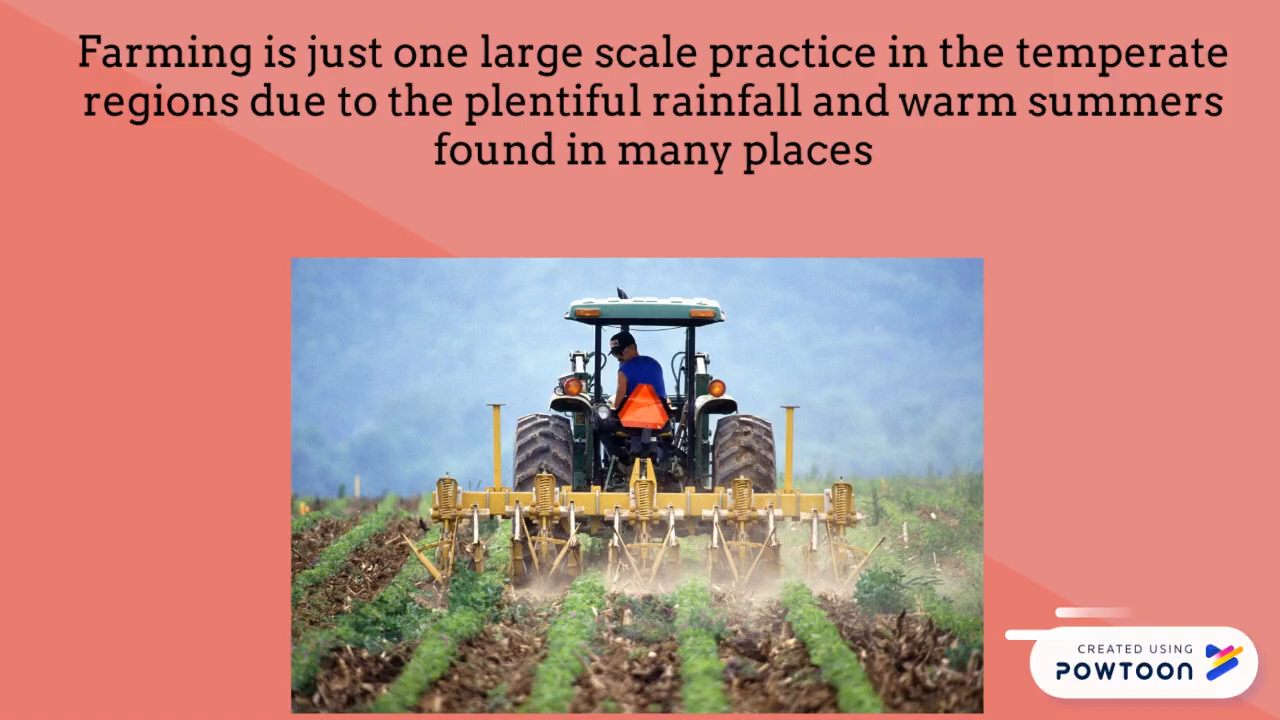 Farming is just one large scale practice in the temperate
regions due to the plentiful rainfall and warm summers
found in many places
CREATED USING
POWTOON